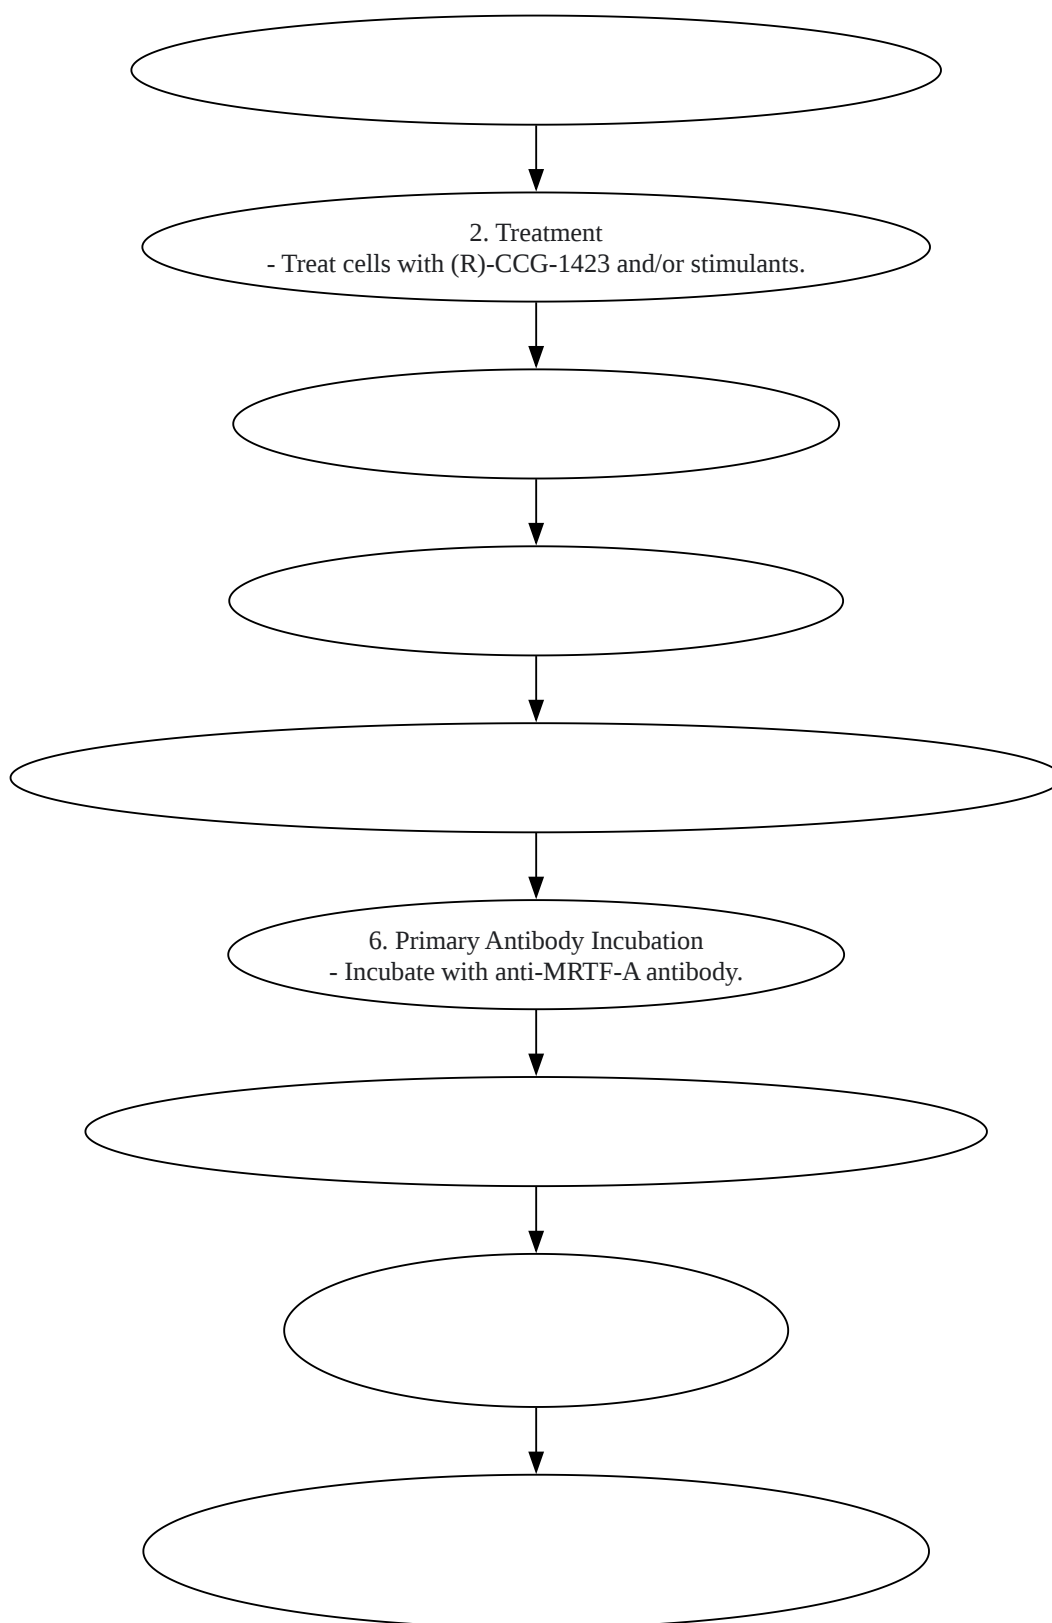 2. Treatment
- Treat cells with (R)-CCG-1423 and/or stimulants.
6. Primary Antibody Incubation
- Incubate with anti-MRTF-A antibody.